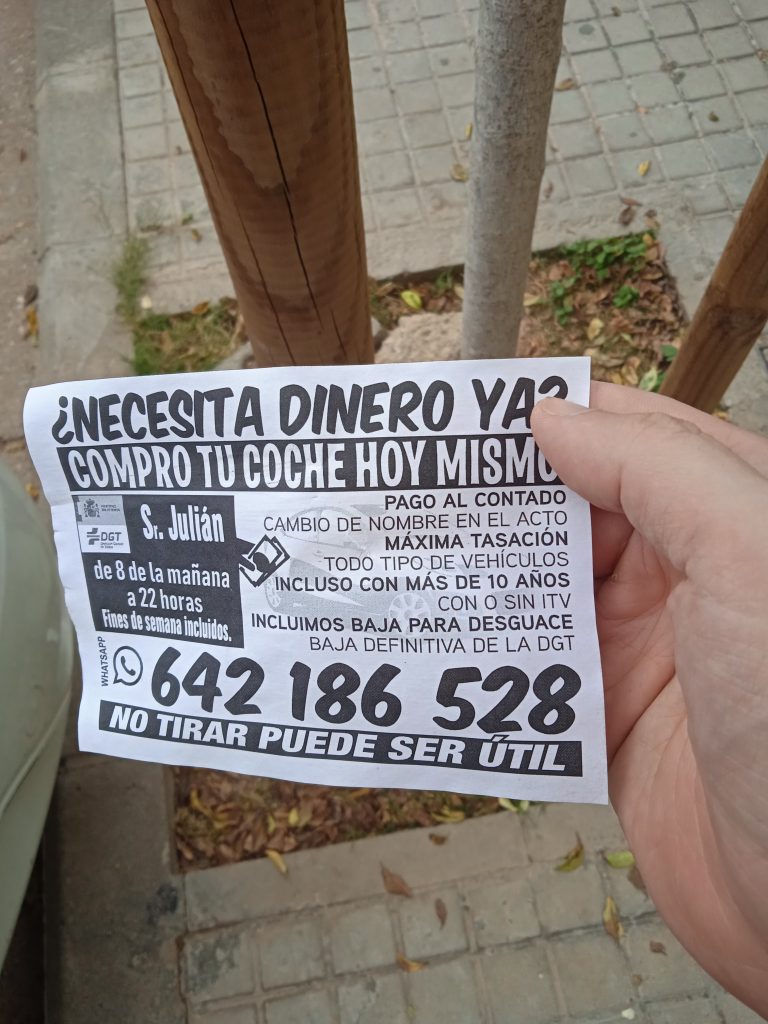 ¿NECESITA DINERO YA?
COMPRO TU COCHE HOY MISMO
DGT
Sr. Julián
de 8 de la mañana
a 22 horas
Fines de semana incluidos.
PAGO AL CONTADO
CAMBIO DE NOMBRE EN EL ACTO
MÁXIMA TASACIÓN
TODO TIPO DE VEHÍCULOS
INCLUSO CON MÁS DE 10 AÑOS
CON O SIN ITV
INCLUIMOS BAJA PARA DESGUACE
BAJA DEFINITIVA DE LA DGT
WHATSAPP
642 186 528
NO TIRAR PUEDE SER ÚTIL